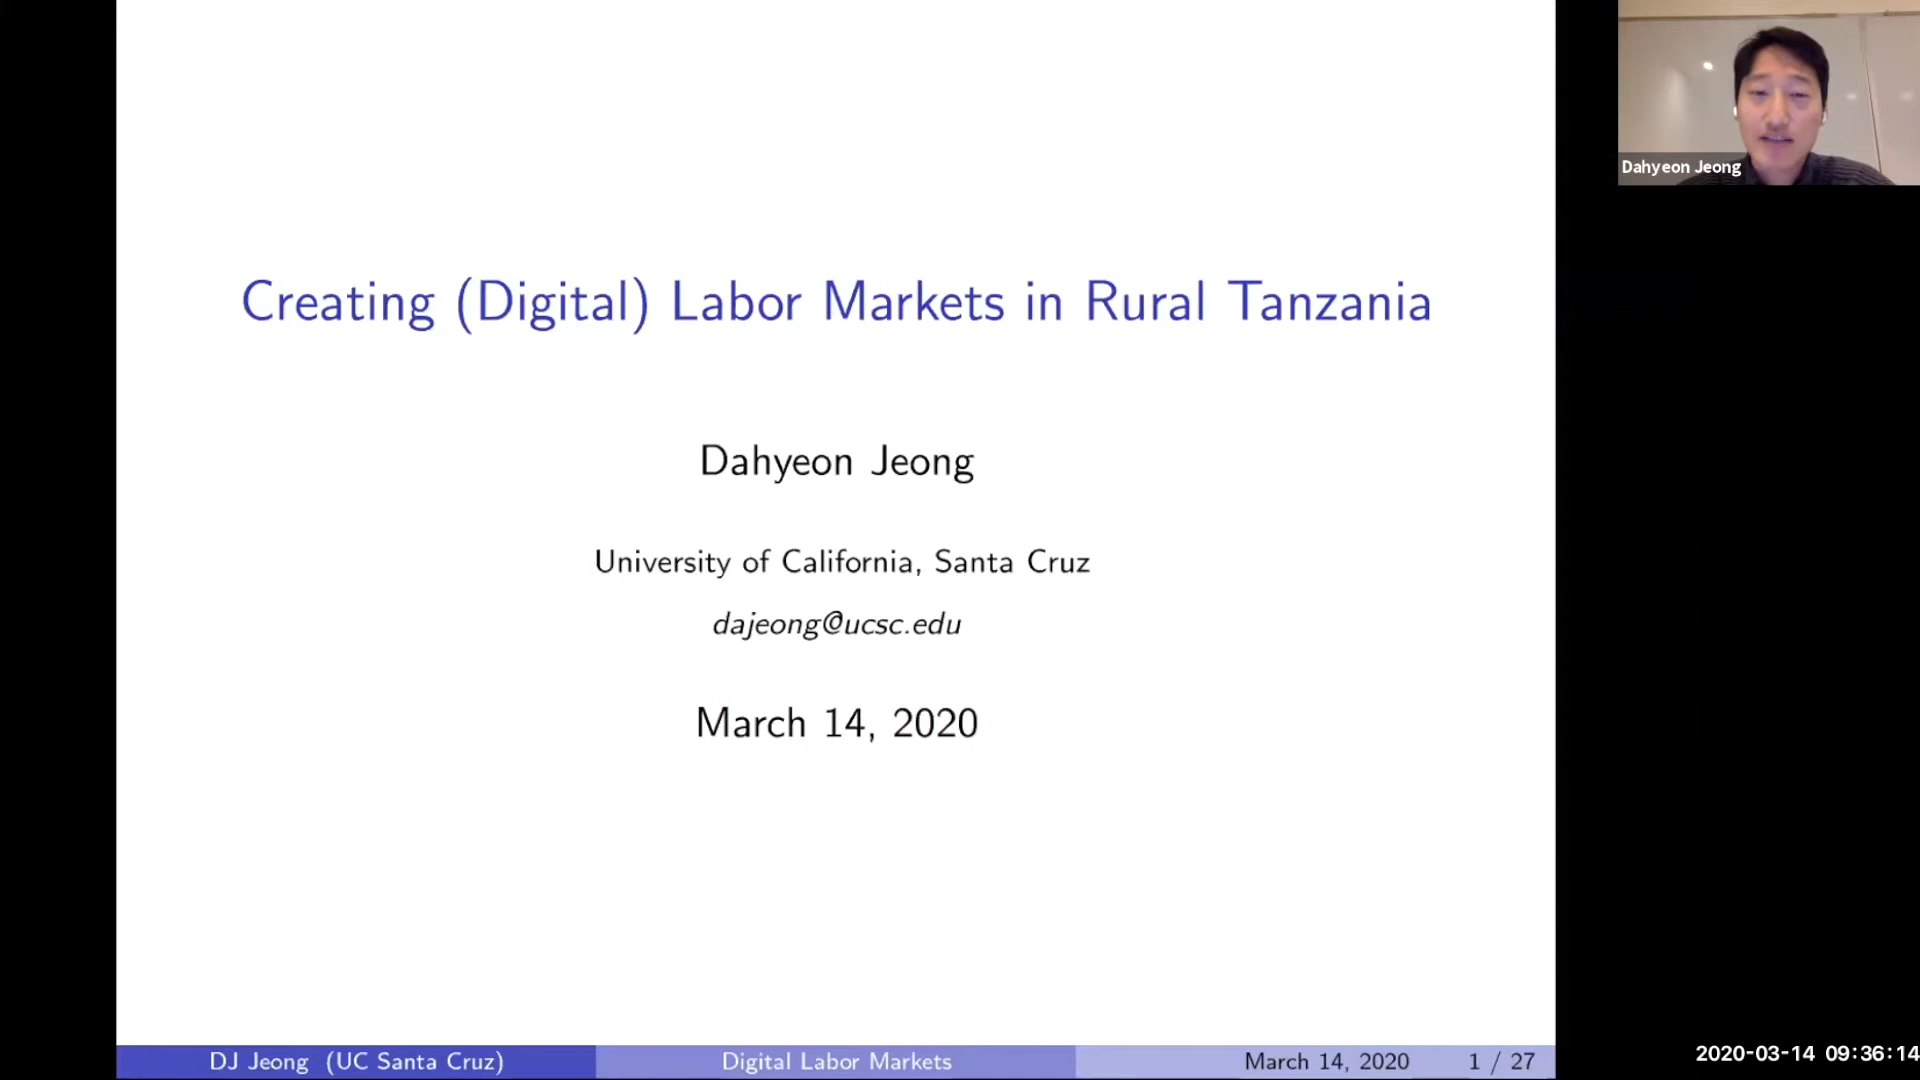 Creating (Digital) Labor Markets in Rural Tanzania
Dahyeon Jeong
University of California, Santa Cruz
dajeong@ucsc.edu
March 14, 2020
DJ Jeong (UC Santa Cruz)
Digital Labor Markets
March 14, 2020
1 / 27
Dahyeon Jeong
2020-03-14 09:36:14